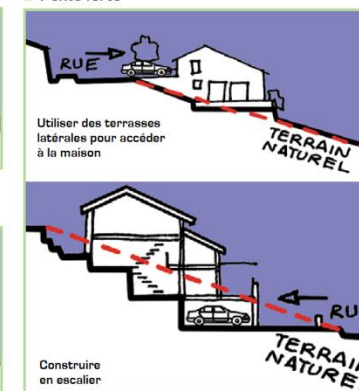 RUE
Utiliser des terrasses
latérales pour accéder
à la maison
TERRAIN
NATUREL
RU
TERRAIN
NATURE
Construire
en escalier